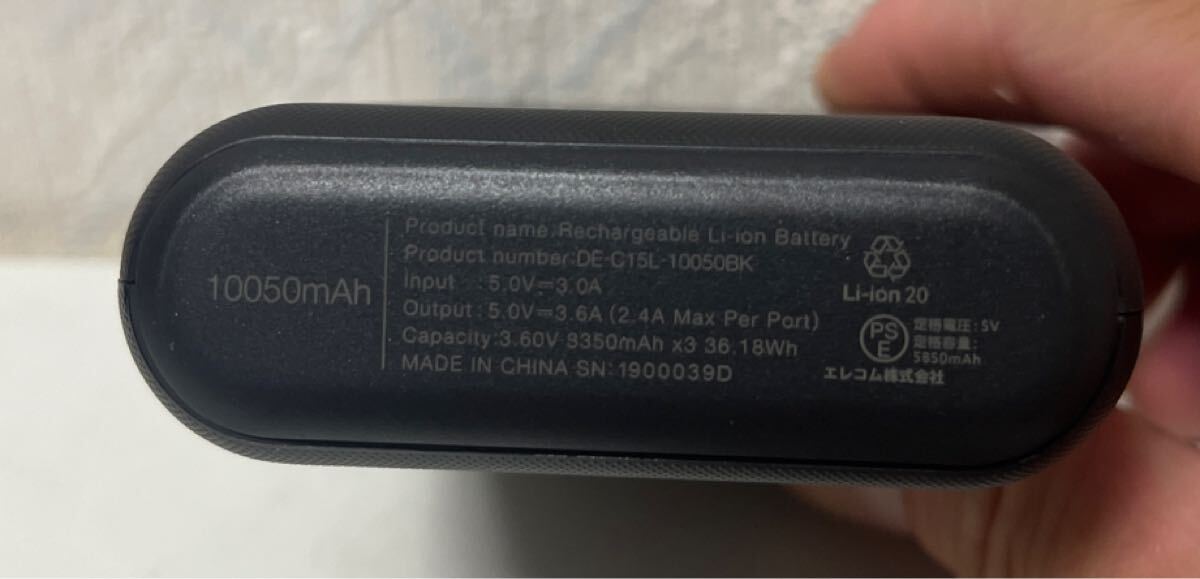 10050mAh
Product name:Rechargeable Li-ion Battery
Product number:DE-C15L-10050BK
Input :5.0V⎓3.0A
Output:5.0V⎓3.6A (2.4A Max Per Port)
Capacity:3.60V 3350mAh x3 36.18Wh
MADE IN CHINA SN:1900039D
Li-ion 20
PSE
定格電圧:5V
定格容量:
5850mAh
エレコム株式会社